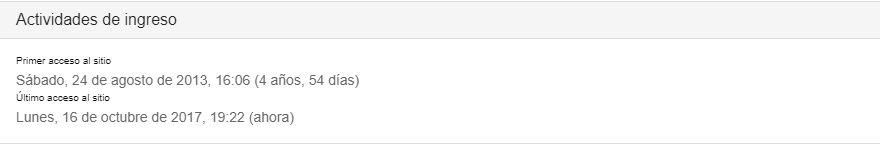 Actividades de ingreso
Primer acceso al sitio
Sábado, 24 de agosto de 2013, 16:06 (4 años, 54 días)
Último acceso al sitio
Lunes, 16 de octubre de 2017, 19:22 (ahora)